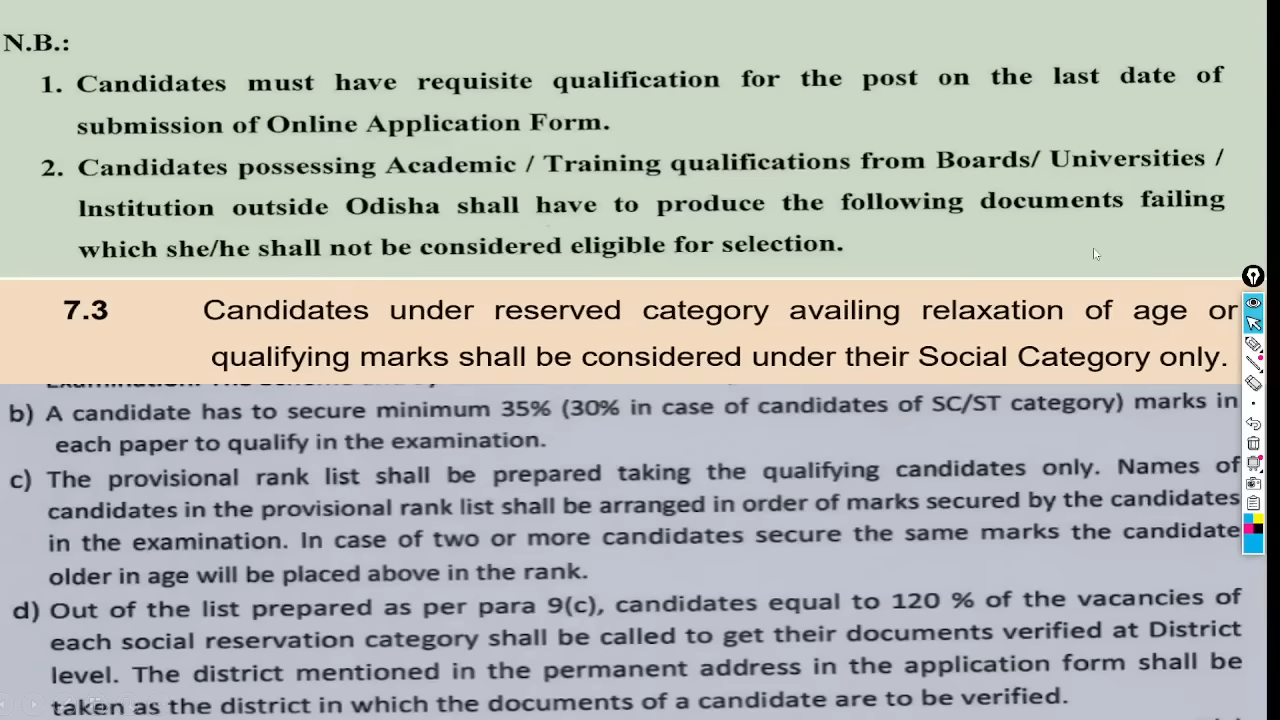 N.B.:
1. Candidates must have requisite qualification for the post on the last date of
submission of Online Application Form.
2. Candidates possessing Academic / Training qualifications from Boards/ Universities /
Institution outside Odisha shall have to produce the following documents failing
which she/he shall not be considered eligible for selection.
7.3 Candidates under reserved category availing relaxation of age or
qualifying marks shall be considered under their Social Category only.
b) A candidate has to secure minimum 35% (30% in case of candidates of SC/ST category) marks in
each paper to qualify in the examination.
c) The provisional rank list shall be prepared taking the qualifying candidates only. Names of
candidates in the provisional rank list shall be arranged in order of marks secured by the candidates
in the examination. In case of two or more candidates secure the same marks the candidate
older in age will be placed above in the rank.
d) Out of the list prepared as per para 9(c), candidates equal to 120 % of the vacancies of
each social reservation category shall be called to get their documents verified at District
level. The district mentioned in the permanent address in the application form shall be
taken as the district in which the documents of a candidate are to be verified.